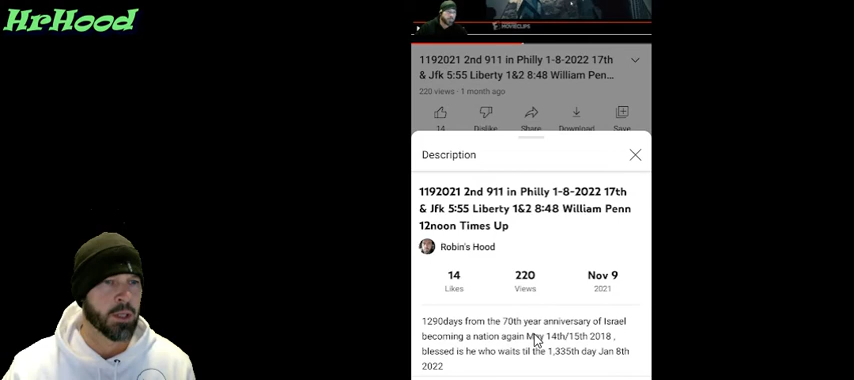 HrHood
MOVIECLIPS
1192021 2nd 911 in Philly 1-8-2022 17th
& Jfk 5:55 Liberty 1&2 8:48 William Penn...
220 views · 1 month ago
14
Dislike
Share
Download
Save
Description
1192021 2nd 911 in Philly 1-8-2022 17th
& Jfk 5:55 Liberty 1&2 8:48 William Penn
12noon Times Up
Robin's Hood
14
220
Nov 9
Likes
Views
2021
1290days from the 70th year anniversary of Israel
becoming a nation again May 14th/15th 2018 ,
blessed is he who waits til the 1,335th day Jan 8th
2022